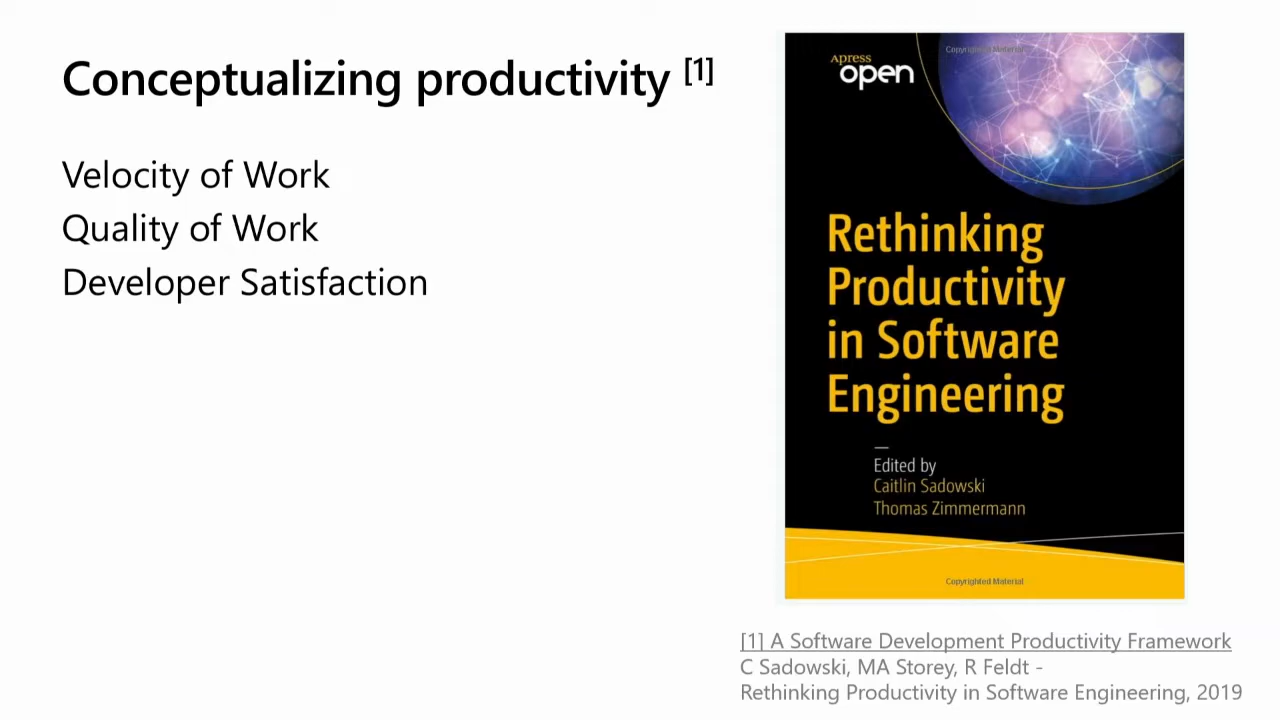 Conceptualizing productivity [1]
Velocity of Work
Quality of Work
Developer Satisfaction
Copyrighted Material
Apress
open
Rethinking
Productivity
in Software
Engineering
Edited by
Caitlin Sadowski
Thomas Zimmermann
Copyrighted Material
[1] A Software Development Productivity Framework
C Sadowski, MA Storey, R Feldt -
Rethinking Productivity in Software Engineering, 2019